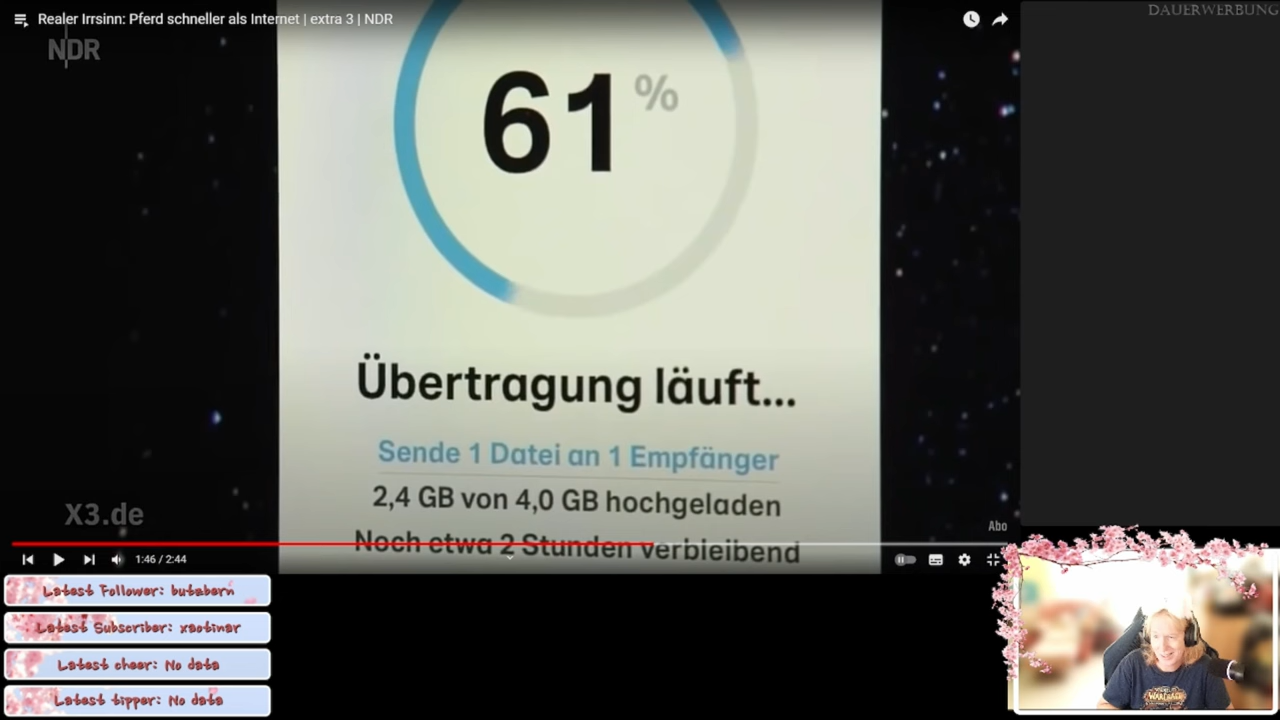 Realer Irrsinn: Pferd schneller als Internet | extra 3 | NDR
DAUERWERBUNG
NDR
61 %
Übertragung läuft...
Sende 1 Datei an 1 Empfänger
2,4 GB von 4,0 GB hochgeladen
Noch etwa 2 Stunden verbleibend
X3.de
Abo
1:46 / 2:44
Latest Follower: butabern
Latest Subscriber: xaotinar
Latest cheer: No data
Latest tipper: No data
WARCRAFT